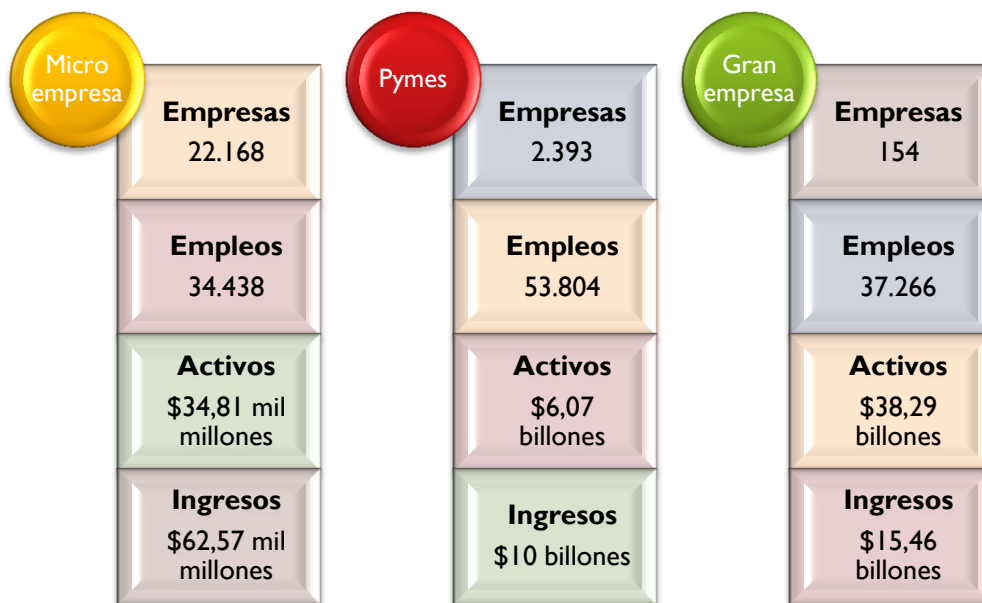 Micro
empresa
Empresas
22.168
Empleos
34.438
Activos
$34,81 mil
millones
Ingresos
$62,57 mil
millones
Pymes
Empresas
2.393
Empleos
53.804
Activos
$6,07
billones
Ingresos
$10 billones
Gran
empresa
Empresas
154
Empleos
37.266
Activos
$38,29
billones
Ingresos
$15,46
billones